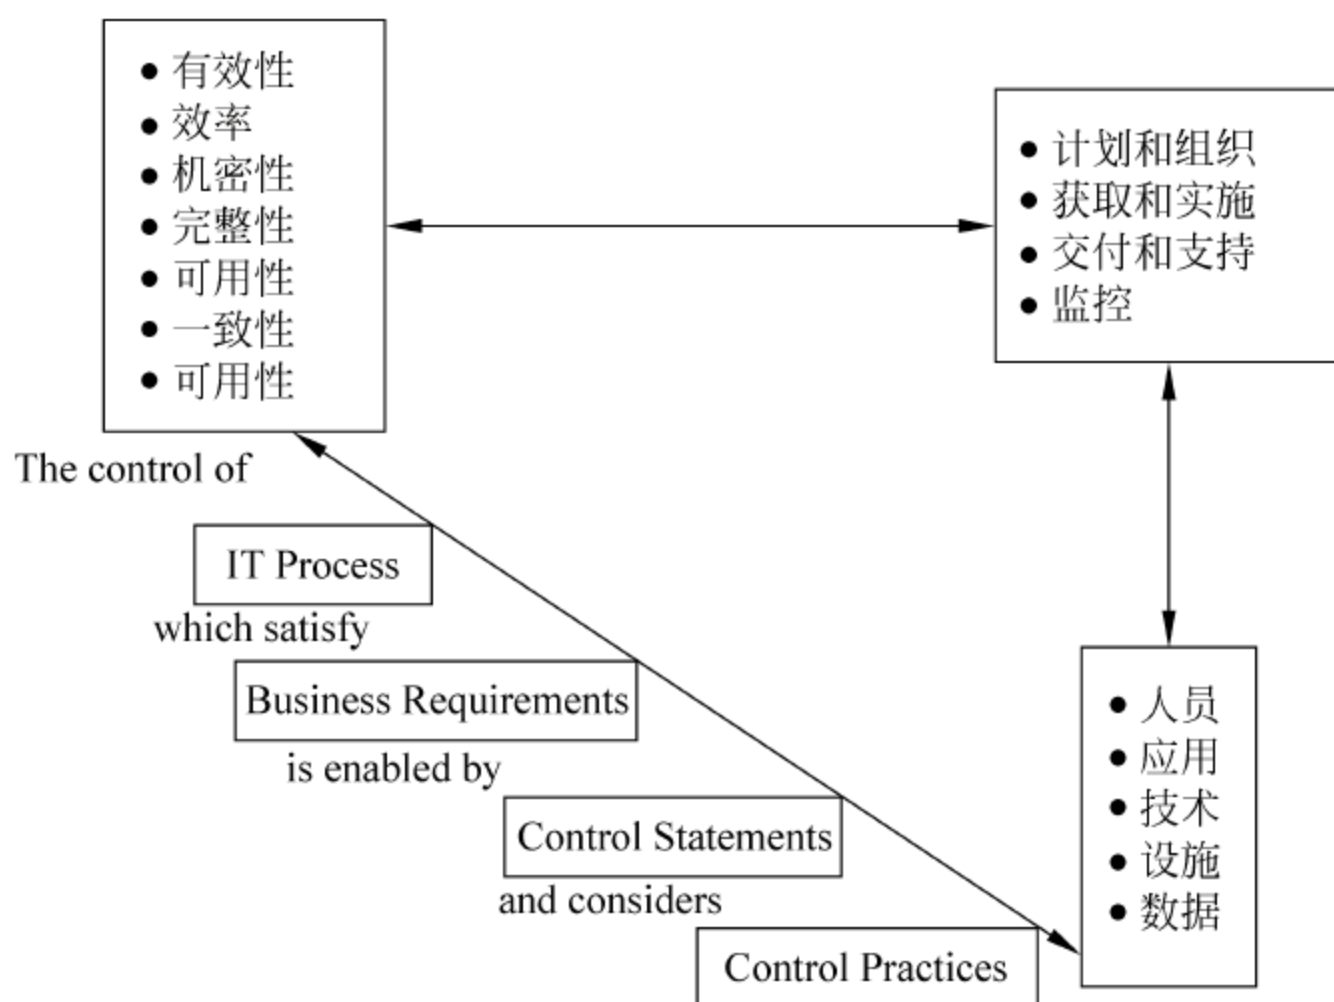 ● 有效性
● 效率
● 机密性
● 完整性
● 可用性
● 一致性
● 可用性
● 计划和组织
● 获取和实施
● 交付和支持
● 监控
The control of
IT Process
which satisfy
Business Requirements
is enabled by
Control Statements
and considers
Control Practices
● 人员
● 应用
● 技术
● 设施
● 数据